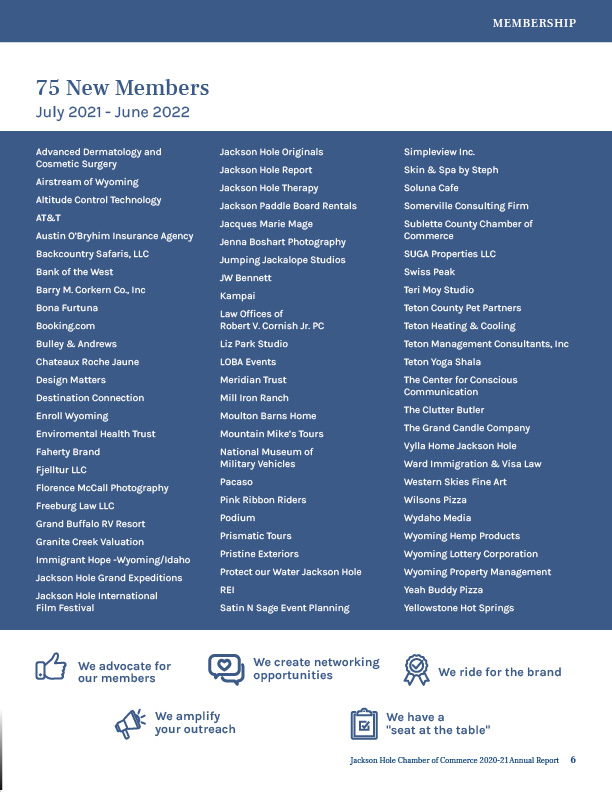 MEMBERSHIP
75 New Members
July 2021 - June 2022
Advanced Dermatology and
Cosmetic Surgery
Airstream of Wyoming
Altitude Control Technology
AT&T
Austin O'Bryhim Insurance Agency
Backcountry Safaris, LLC
Bank of the West
Barry M. Corkern Co., Inc
Bona Furtuna
Booking.com
Bulley & Andrews
Chateaux Roche Jaune
Design Matters
Destination Connection
Enroll Wyoming
Enviromental Health Trust
Faherty Brand
Fjelltur LLC
Florence McCall Photography
Freeburg Law LLC
Grand Buffalo RV Resort
Granite Creek Valuation
Immigrant Hope -Wyoming/Idaho
Jackson Hole Grand Expeditions
Jackson Hole International
Film Festival
Jackson Hole Originals
Jackson Hole Report
Jackson Hole Therapy
Jackson Paddle Board Rentals
Jacques Marie Mage
Jenna Boshart Photography
Jumping Jackalope Studios
JW Bennett
Kampai
Law Offices of
Robert V. Cornish Jr. PC
Liz Park Studio
LOBA Events
Meridian Trust
Mill Iron Ranch
Moulton Barns Home
Mountain Mike's Tours
National Museum of
Military Vehicles
Pacaso
Pink Ribbon Riders
Podium
Prismatic Tours
Pristine Exteriors
Protect our Water Jackson Hole
REI
Satin N Sage Event Planning
Simpleview Inc.
Skin & Spa by Steph
Soluna Cafe
Somerville Consulting Firm
Sublette County Chamber of
Commerce
SUGA Properties LLC
Swiss Peak
Teri Moy Studio
Teton County Pet Partners
Teton Heating & Cooling
Teton Management Consultants, Inc
Teton Yoga Shala
The Center for Conscious
Communication
The Clutter Butler
The Grand Candle Company
Vylla Home Jackson Hole
Ward Immigration & Visa Law
Western Skies Fine Art
Wilsons Pizza
Wydaho Media
Wyoming Hemp Products
Wyoming Lottery Corporation
Wyoming Property Management
Yeah Buddy Pizza
Yellowstone Hot Springs
We advocate for
our members
We create networking
opportunities
We ride for the brand
We amplify
your outreach
We have a
"seat at the table"
Jackson Hole Chamber of Commerce 2020-21 Annual Report 6